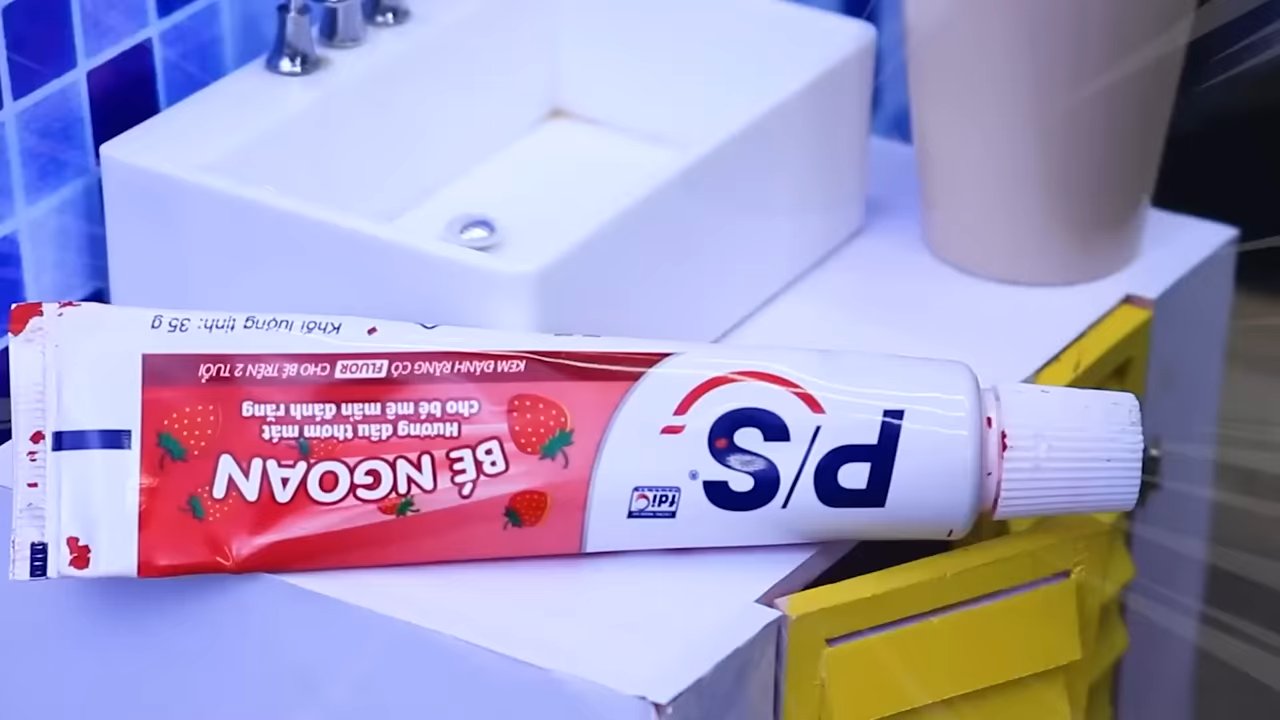 P/S
fdi
BÉ NGOAN
Hương dâu thơm mát
cho bé mê mẩn đánh răng
KEM ĐÁNH RĂNG CÓ FLUOR CHO BÉ TRÊN 2 TUỔI
Khối lượng tịnh: 35 g